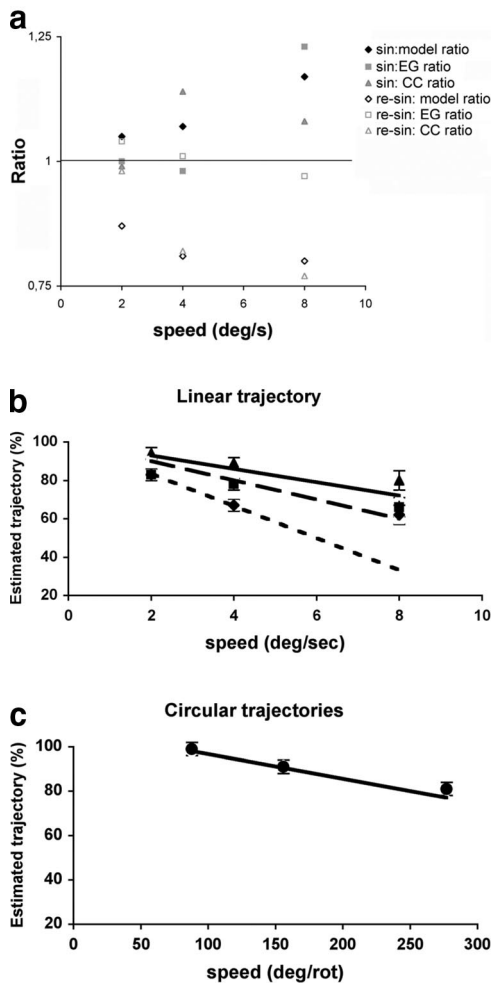 a
1,25
1
0,75
Ratio
0 2 4 6 8 10
speed (deg/s)
sin:model ratio
sin:EG ratio
sin: CC ratio
re-sin: model ratio
re-sin: EG ratio
re-sin: CC ratio
b
Linear trajectory
Estimated trajectory (%)
100
80
60
40
20
0 2 4 6 8 10
speed (deg/sec)
c
Circular trajectories
Estimated trajectory (%)
100
80
60
40
20
0 50 100 150 200 250 300
speed (deg/rot)